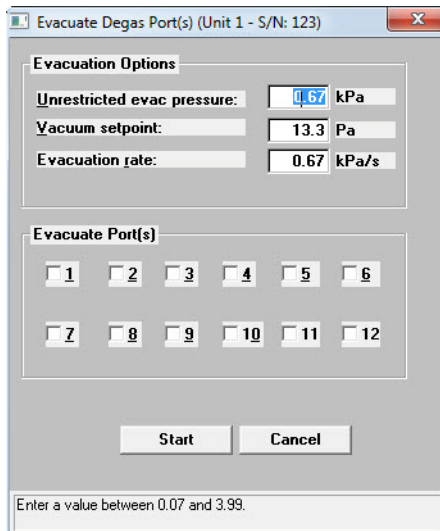 Evacuate Degas Port(s) (Unit 1 - S/N: 123)
Evacuation Options
Unrestricted evac pressure: 0.67 kPa
Vacuum setpoint: 13.3 Pa
Evacuation rate: 0.67 kPa/s
Evacuate Port(s)
1 2 3 4 5 6
7 8 9 10 11 12
Start Cancel
Enter a value between 0.07 and 3.99.